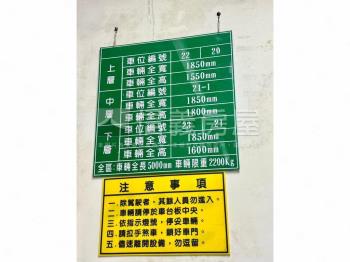 上層 車位編號 22 20
車輛全寬 1850mm
車輛全高 1550mm
中層 車位編號 21-1
車輛全寬 1850mm
車輛全高 1800mm
下層 車位編號 23 21
車輛全寬 1850mm
車輛全高 1600mm
全區:車輛全長5000mm 車輛限重2200kg
注意事項
一.除駕駛者,其餘人員勿進入。
二.車輛請停於車台板中央。
三.依指示燈號,停妥車輛。
四.請拉手煞車,鎖好車門。
五.儘速離開設備,勿逗留。